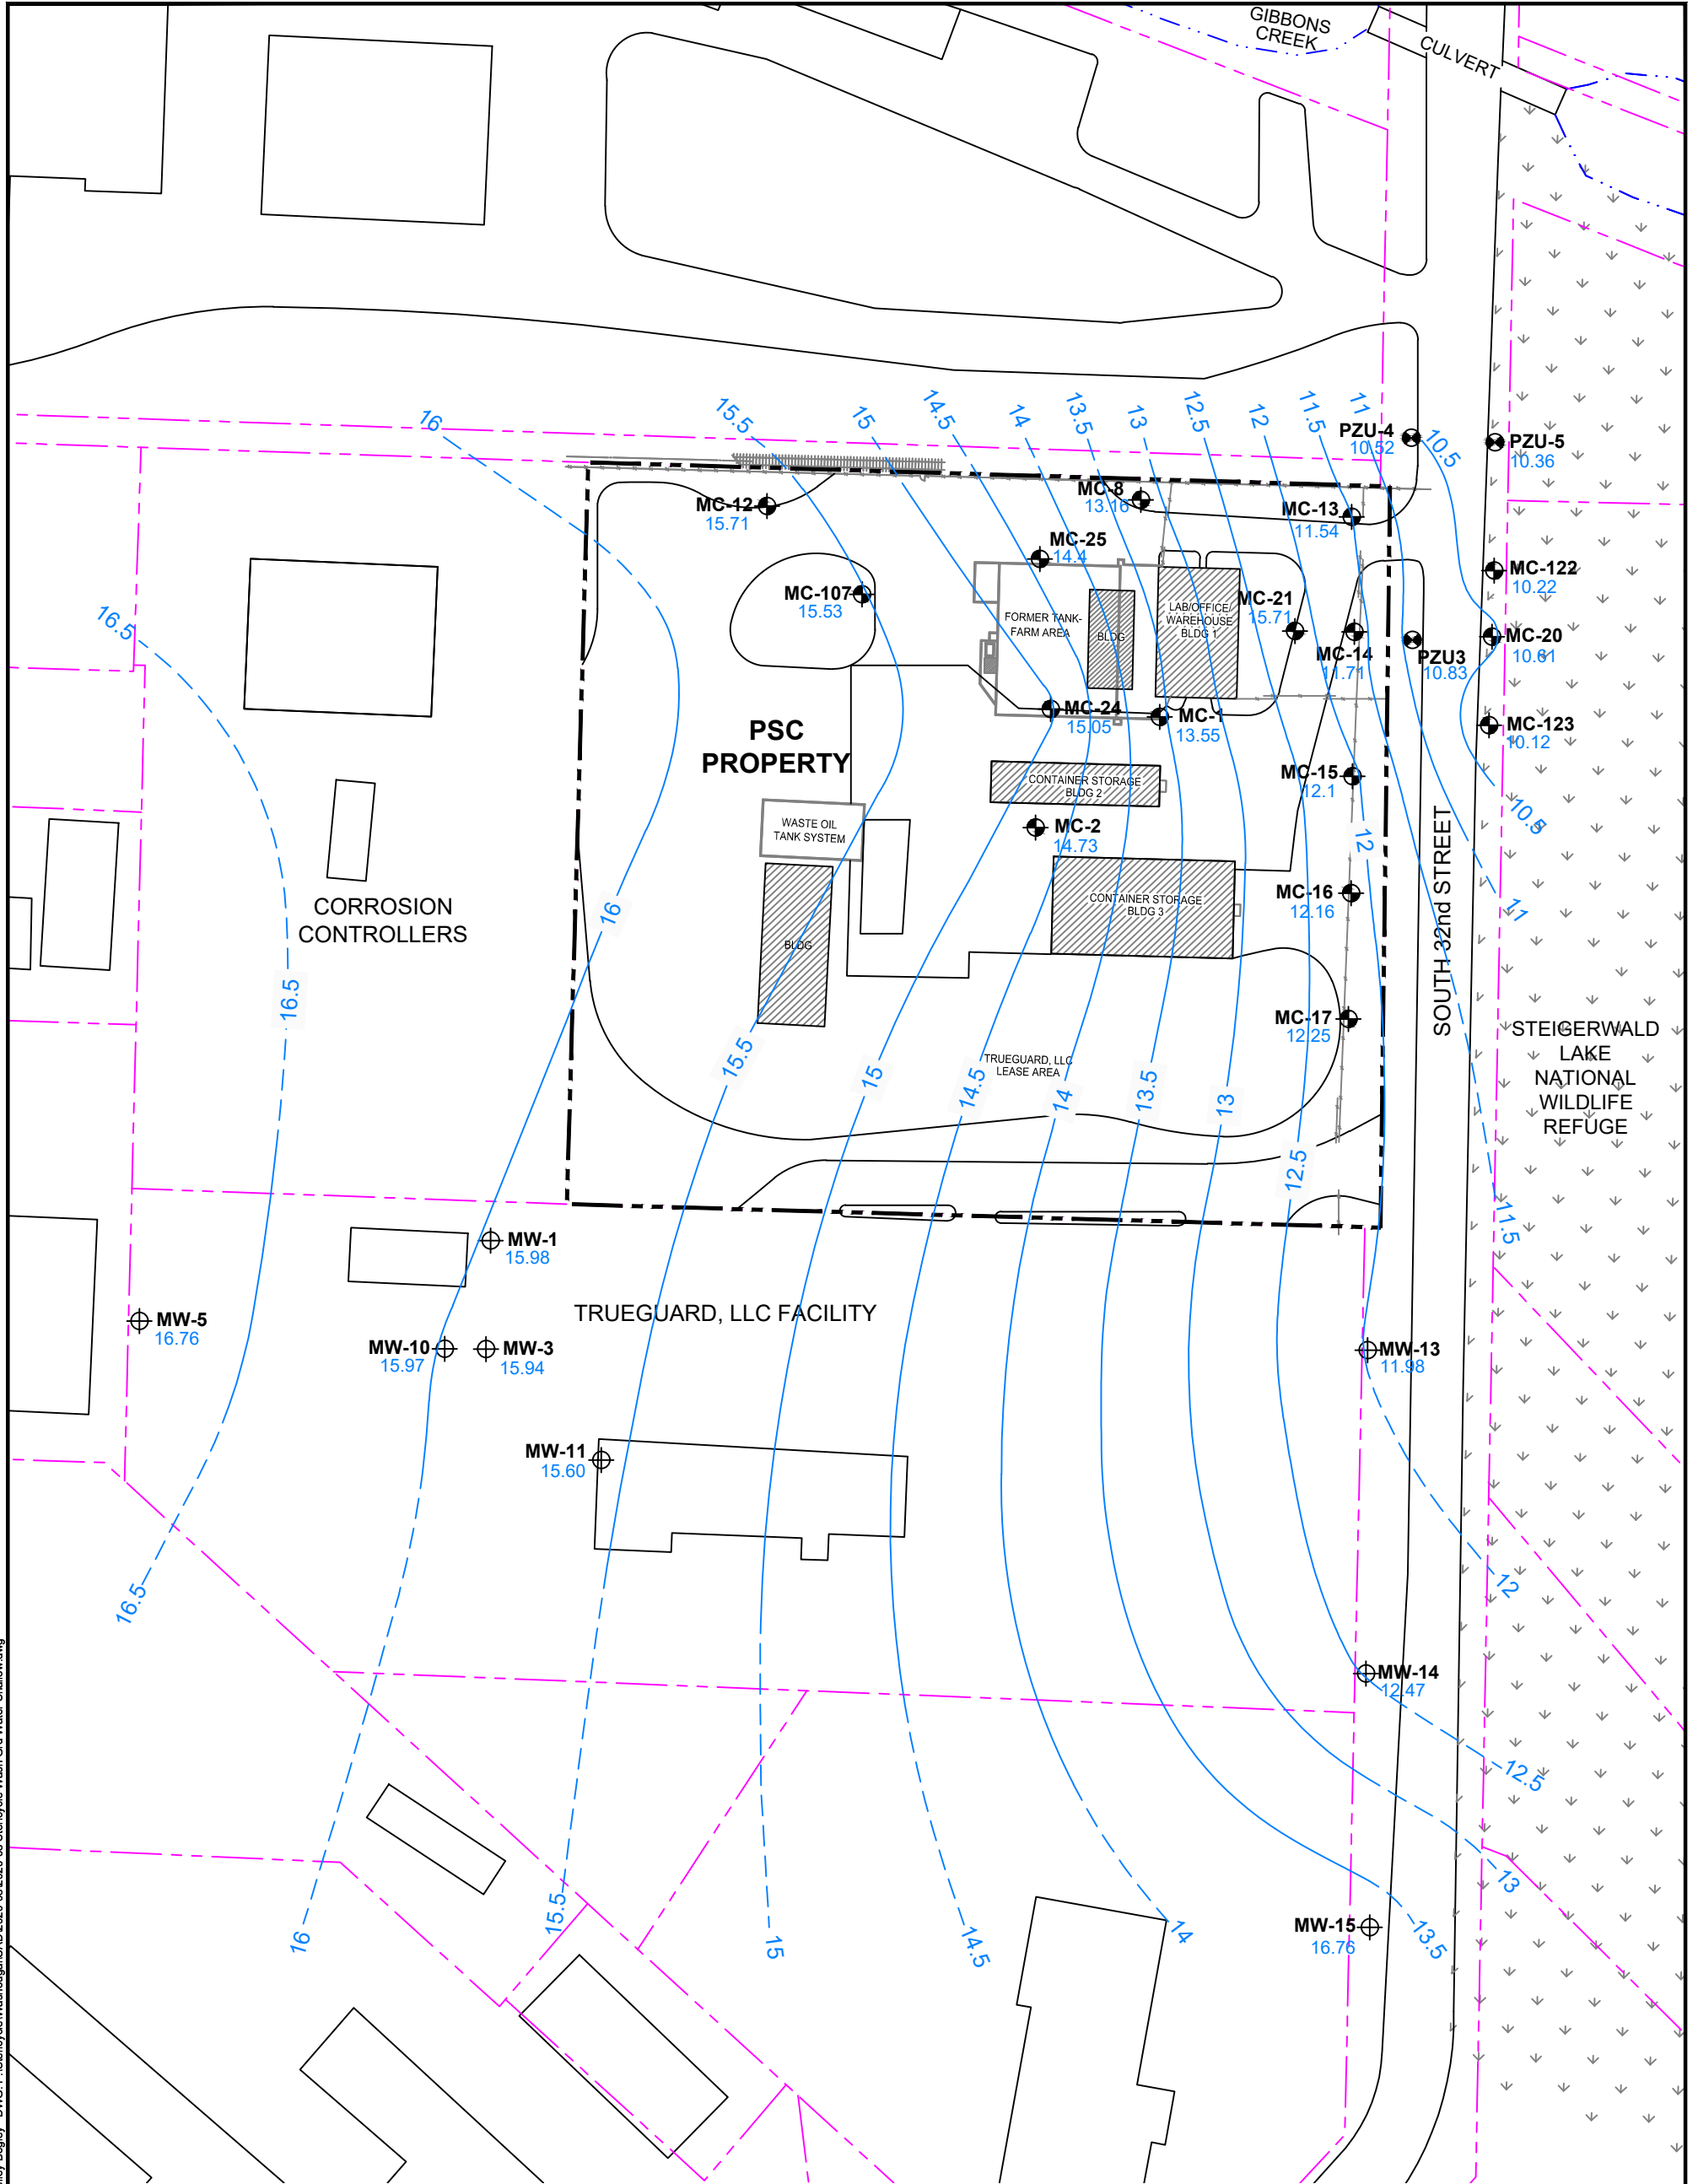 GIBBONS
CREEK
CULVERT
16
15.5
15
14.5
14
13.5
13
12.5
12
11.5
11
10.5
PZU-4
10.52
PZU-5
10.36
MC-12
15.71
MC-8
13.16
MC-13
11.54
MC-25
14.4
MC-122
10.22
MC-107
15.53
MC-21
15.71
LAB/OFFICE/
WAREHOUSE
BLDG 1
FORMER TANK-
FARM AREA
BLDG
16.5
MC-20
10.61
MC-14
11.71
PZU3
10.83
MC-24
15.05
MC-1
13.55
MC-123
10.12
PSC
PROPERTY
CONTAINER STORAGE
BLDG 2
MC-15
12.1
WASTE OIL
TANK SYSTEM
MC-2
14.73
10.5
12
SOUTH 32nd STREET
CORROSION
CONTROLLERS
16
CONTAINER STORAGE
BLDG 3
MC-16
12.16
11
BLDG
16.5
MC-17
12.25
STEIGERWALD
LAKE
NATIONAL
WILDLIFE
REFUGE
TRUEGUARD, LLC
LEASE AREA
15.5
15
14.5
14
13.5
13
12.5
11.5
MW-1
15.98
TRUEGUARD, LLC FACILITY
MW-5
16.76
MW-10
15.97
MW-3
15.94
MW-13
11.98
MW-11
15.60
16.5
12
MW-14
12.47
12.5
13
MW-15
16.76
13.5
16
15.5
15
14.5
14